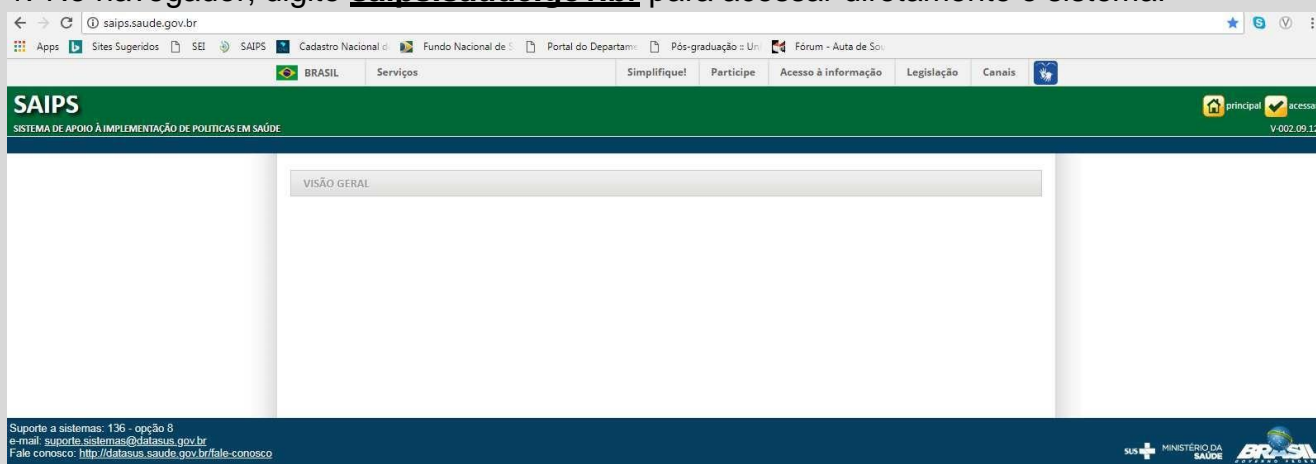 1. No navegador, digite saips.saude.gov.br para acessar diretamente o sistema.
saips.saude.gov.br
Apps Sites Sugeridos SEI SAIPS Cadastro Nacional d Fundo Nacional de S Portal do Departame Pós-graduação :: Un Fórum - Auta de Sou
BRASIL Serviços Simplifique! Participe Acesso à informação Legislação Canais
SAIPS
principal acessa
SISTEMA DE APOIO À IMPLEMENTAÇÃO DE POLITICAS EM SAÚDE
V-002.09.12
VISÃO GERAL
Suporte a sistemas: 136 - opção 8
e-mail: suporte.sistemas@datasus.gov.br
Fale conosco: http://datasus.saude.gov.br/fale-conosco
SUS MINISTÉRIO DA SAÚDE BRASIL